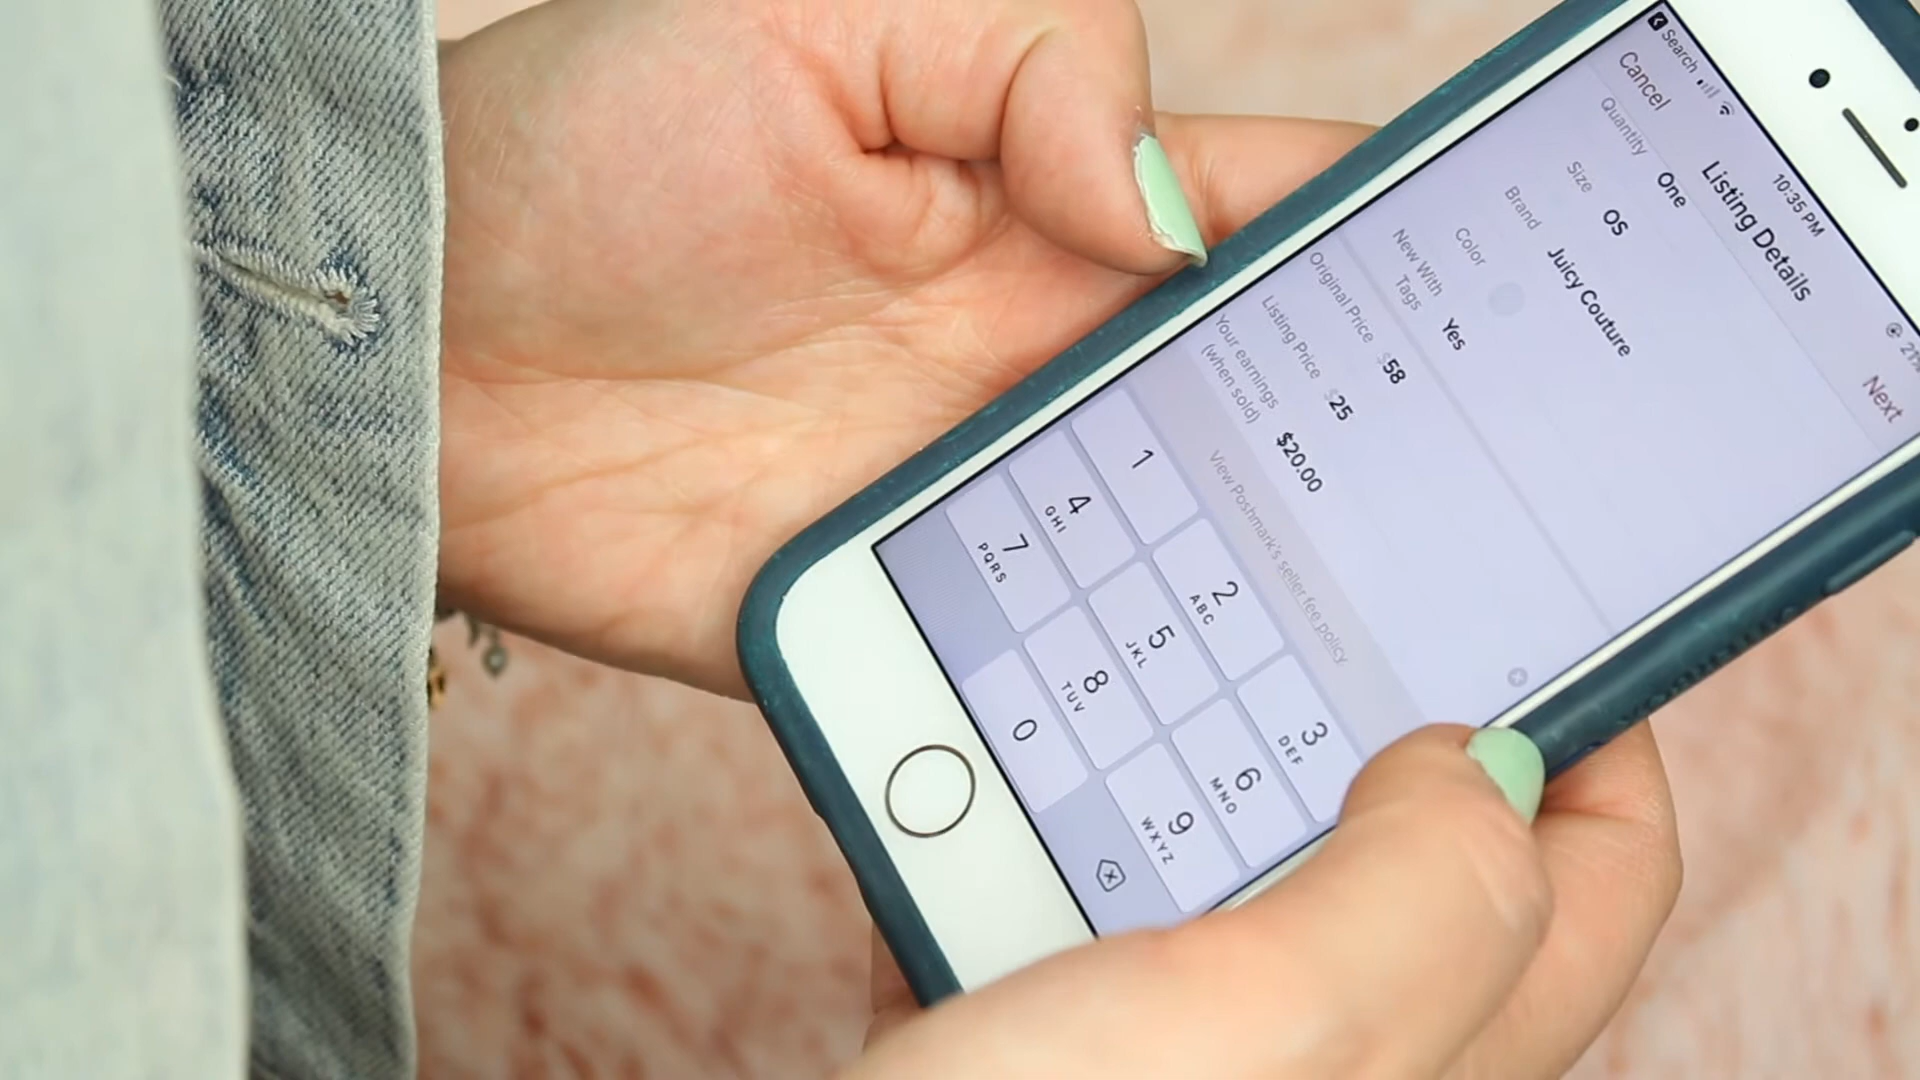 Search
10:35 PM
Cancel
Listing Details
Next
Quantity One
Size OS
Brand Juicy Couture
Color
New With
Tags
Yes
Original Price $58
Listing Price $25
Your earnings
(when sold)
$20.00
View Poshmark's seller fee policy
1 2 3
ABC DEF
4 5 6
GHI JKL MNO
7 8 9
PQRS TUV WXYZ
0